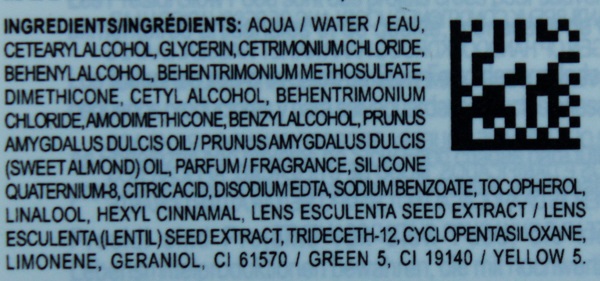 INGREDIENTS/INGRÉDIENTS: AQUA / WATER / EAU,
CETEARYLALCOHOL, GLYCERIN, CETRIMONIUM CHLORIDE,
BEHENYLALCOHOL, BEHENTRIMONIUM METHOSULFATE,
DIMETHICONE, CETYL ALCOHOL, BEHENTRIMONIUM
CHLORIDE, AMODIMETHICONE, BENZYLALCOHOL, PRUNUS
AMYGDALUS DULCIS OIL / PRUNUS AMYGDALUS DULCIS
(SWEET ALMOND) OIL, PARFUM / FRAGRANCE, SILICONE
QUATERNIUM-8, CITRIC ACID, DISODIUM EDTA, SODIUM BENZOATE, TOCOPHEROL,
LINALOOL, HEXYL CINNAMAL, LENS ESCULENTA SEED EXTRACT / LENS
ESCULENTA (LENTIL) SEED EXTRACT, TRIDECETH-12, CYCLOPENTASILOXANE,
LIMONENE, GERANIOL, CI 61570 / GREEN 5, CI 19140 / YELLOW 5.